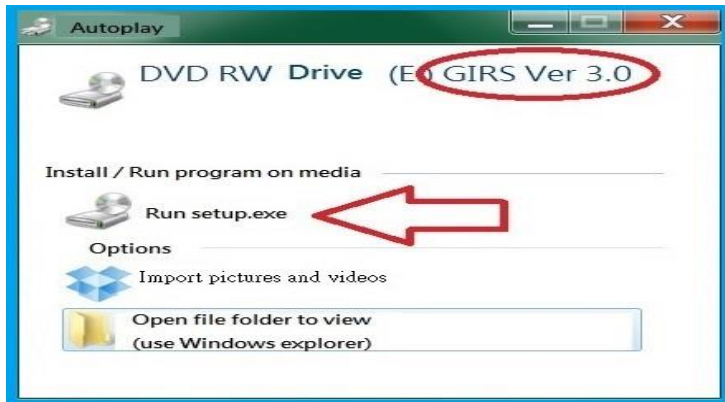 Autoplay
DVD RW Drive (E:) GIRS Ver 3.0
Install / Run program on media
Run setup.exe
Options
Import pictures and videos
Open file folder to view
(use Windows explorer)